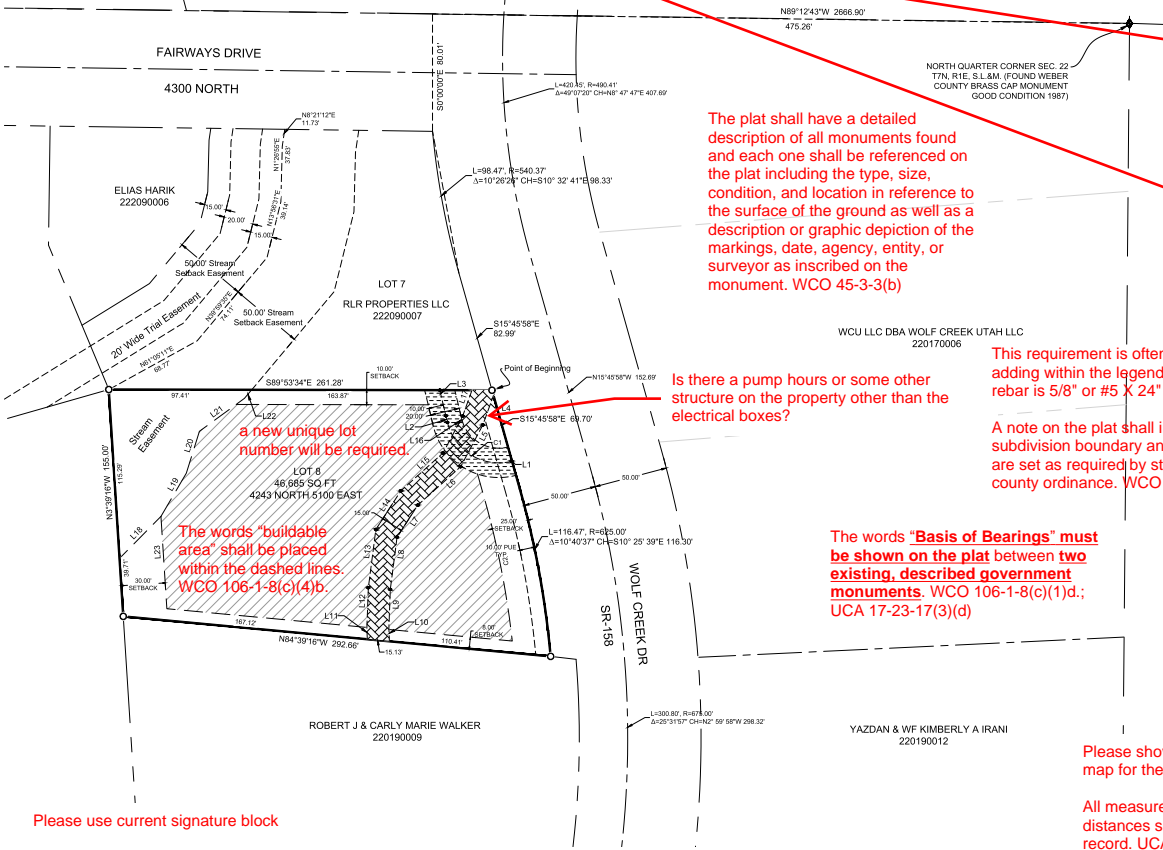 N89°12'43"W 2666.90'
475.26'
FAIRWAYS DRIVE
4300 NORTH
S0°00'00"E 80.01'
NORTH QUARTER CORNER SEC. 22
T7N, R1E, S.L.&M. (FOUND WEBER
COUNTY BRASS CAP MONUMENT
GOOD CONDITION 1987)
L=420.45', R=490.41'
Δ=49°07'20" CH=N8° 47' 47"E 407.69'
N8°21'12"E
11.73'
N1°26'55"E
37.83'
The plat shall have a detailed
description of all monuments found
and each one shall be referenced on
the plat including the type, size,
condition, and location in reference to
the surface of the ground as well as a
description or graphic depiction of the
markings, date, agency, entity, or
surveyor as inscribed on the
monument. WCO 45-3-3(b)
L=98.47', R=540.37'
Δ=10°26'26" CH=S10° 32' 41"E 98.33'
ELIAS HARIK
222090006
15.00'
20.00'
15.00'
N13°56'31"E
39.14'
50.00' Stream
Setback Easement
LOT 7
RLR PROPERTIES LLC
222090007
50.00' Stream
Setback Easement
20' Wide Trial Easement
74.11'
N61°05'11"E
68.77'
S15°45'58"E
82.99'
WCU LLC DBA WOLF CREEK UTAH LLC
220170006
This requirement is ofter
adding within the legend
rebar is 5/8" or #5 X 24"
10.00'
SETBACK
Point of Beginning
N15°45'58"W 152.69'
S89°53'34"E 261.28'
97.41'
163.87'
L3
L4
S15°45'58"E 69.70'
Is there a pump hours or some other
structure on the property other than the
electrical boxes?
10.00'
20.00'
L2
L16
L5
C1
L1
L21
L22
L20
Stream
Easement
a new unique lot
number will be required.
A note on the plat shall i
subdivision boundary an
are set as required by st
county ordinance. WCO
LOT 8
46,685 SQ FT
4243 NORTH 5100 EAST
L15
L6
L19
L14
L7
N3°39'16"W 155.00'
115.29'
50.00'
50.00'
15.00'
25.00'
SETBACK
L=116.47', R=625.00'
Δ=10°40'37" CH=S10° 25' 39"E 116.30'
10.00' PUE
TYP.
L18
L23
L13
L8
The words “buildable
area” shall be placed
within the dashed lines.
WCO 106-1-8(c)(4)b.
The words “Basis of Bearings” must
be shown on the plat between two
existing, described government
monuments. WCO 106-1-8(c)(1)d.;
UCA 17-23-17(3)(d)
39.71'
30.00'
SETBACK
L12
L9
L11
L10
167.12'
N84°39'16"W 292.66'
15.13'
110.41'
8.00'
SETBACK
WOLF CREEK DR
SR-158
L=300.80', R=675.00'
Δ=25°31'57" CH=N2° 59' 58"W 298.32'
ROBERT J & CARLY MARIE WALKER
220190009
YAZDAN & WF KIMBERLY A IRANI
220190012
Please sho
map for the
All measure
distances s
record. UCA
Please use current signature block